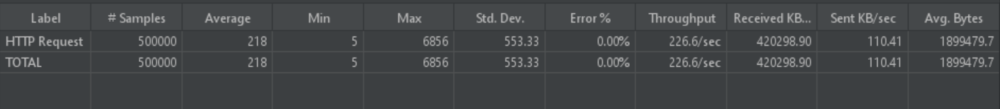 Label # Samples Average Min Max Std. Dev. Error % Throughput Received KB... Sent KB/sec Avg. Bytes
HTTP Request 500000 218 5 6856 553.33 0.00% 226.6/sec 420298.90 110.41 1899479.7
TOTAL 500000 218 5 6856 553.33 0.00% 226.6/sec 420298.90 110.41 1899479.7